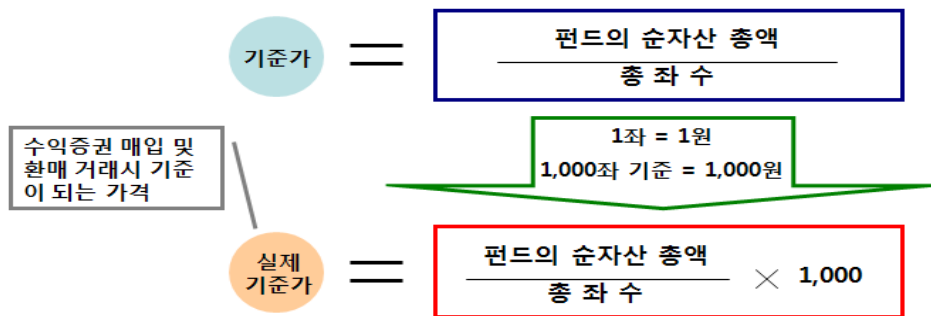 기준가
=
펀드의 순자산 총액
총 좌 수
수익증권 매입 및
환매 거래시 기준
이 되는 가격
1좌 = 1원
1,000좌 기준 = 1,000원
실제
기준가
=
펀드의 순자산 총액
총 좌 수
× 1,000